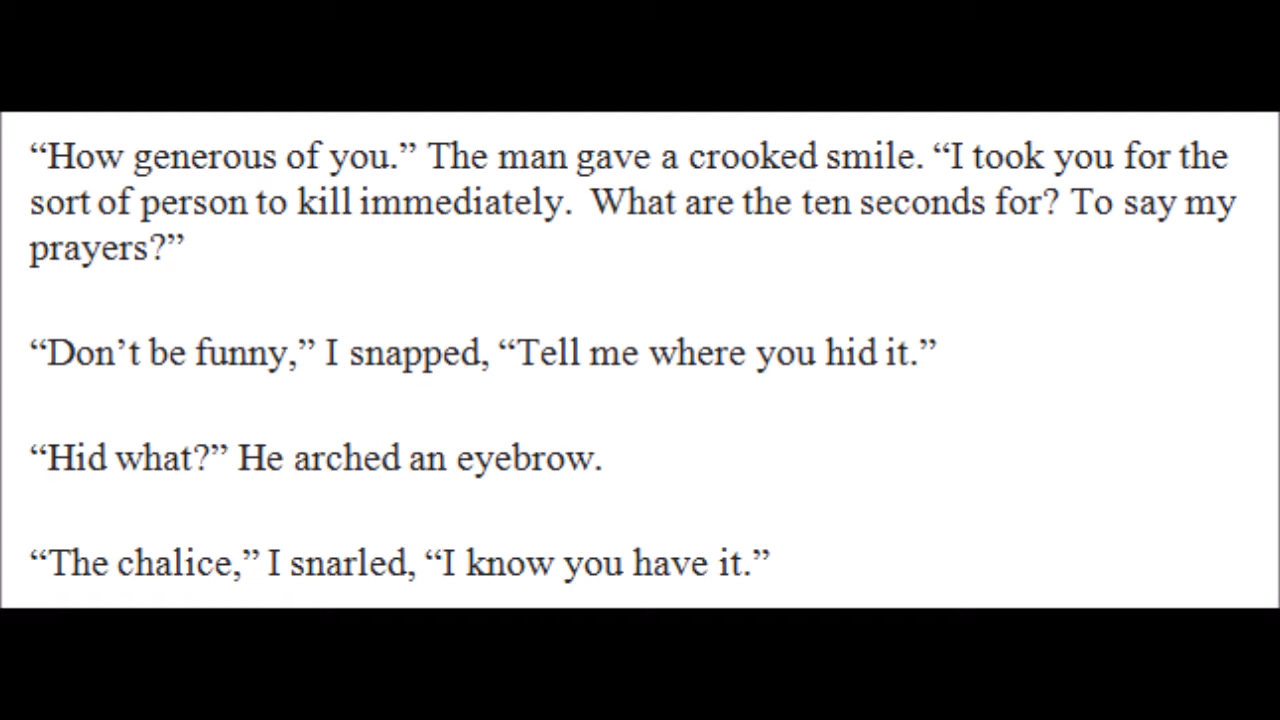 “How generous of you.” The man gave a crooked smile. “I took you for the
sort of person to kill immediately.  What are the ten seconds for? To say my
prayers?”
“Don’t be funny,” I snapped, “Tell me where you hid it.”
“Hid what?” He arched an eyebrow.
“The chalice,” I snarled, “I know you have it.”